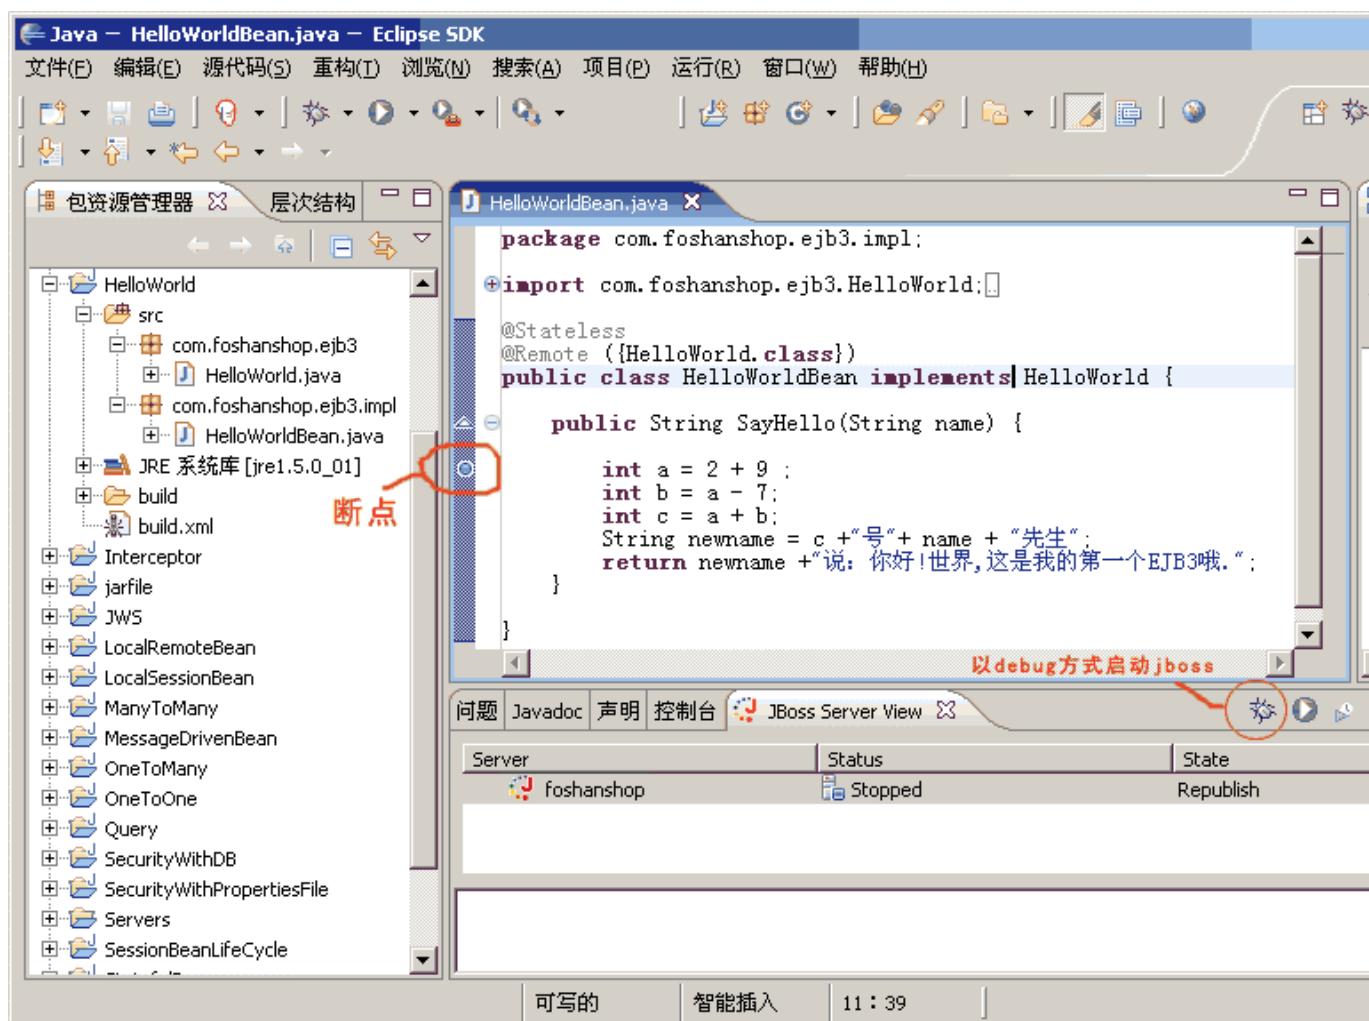 Java － HelloWorldBean.java － Eclipse SDK
文件(F) 编辑(E) 源代码(S) 重构(T) 浏览(N) 搜索(A) 项目(P) 运行(R) 窗口(W) 帮助(H)
包资源管理器 层次结构
HelloWorld
src
com.foshanshop.ejb3
HelloWorld.java
com.foshanshop.ejb3.impl
HelloWorldBean.java
JRE 系统库 [jre1.5.0_01]
build
build.xml
Interceptor
jarfile
JWS
LocalRemoteBean
LocalSessionBean
ManyToMany
MessageDrivenBean
OneToMany
OneToOne
Query
SecurityWithDB
SecurityWithPropertiesFile
Servers
SessionBeanLifeCycle
断点
HelloWorldBean.java
package com.foshanshop.ejb3.impl;
import com.foshanshop.ejb3.HelloWorld;
@Stateless
@Remote ({HelloWorld.class})
public class HelloWorldBean implements HelloWorld {
public String SayHello(String name) {
int a = 2 + 9 ;
int b = a - 7;
int c = a + b;
String newname = c +"号"+ name + "先生";
return newname +"说：你好!世界,这是我的第一个EJB3哦.";
}
}
以debug方式启动jboss
问题 Javadoc 声明 控制台 JBoss Server View
Server Status State
foshanshop Stopped Republish
可写的 智能插入 11：39